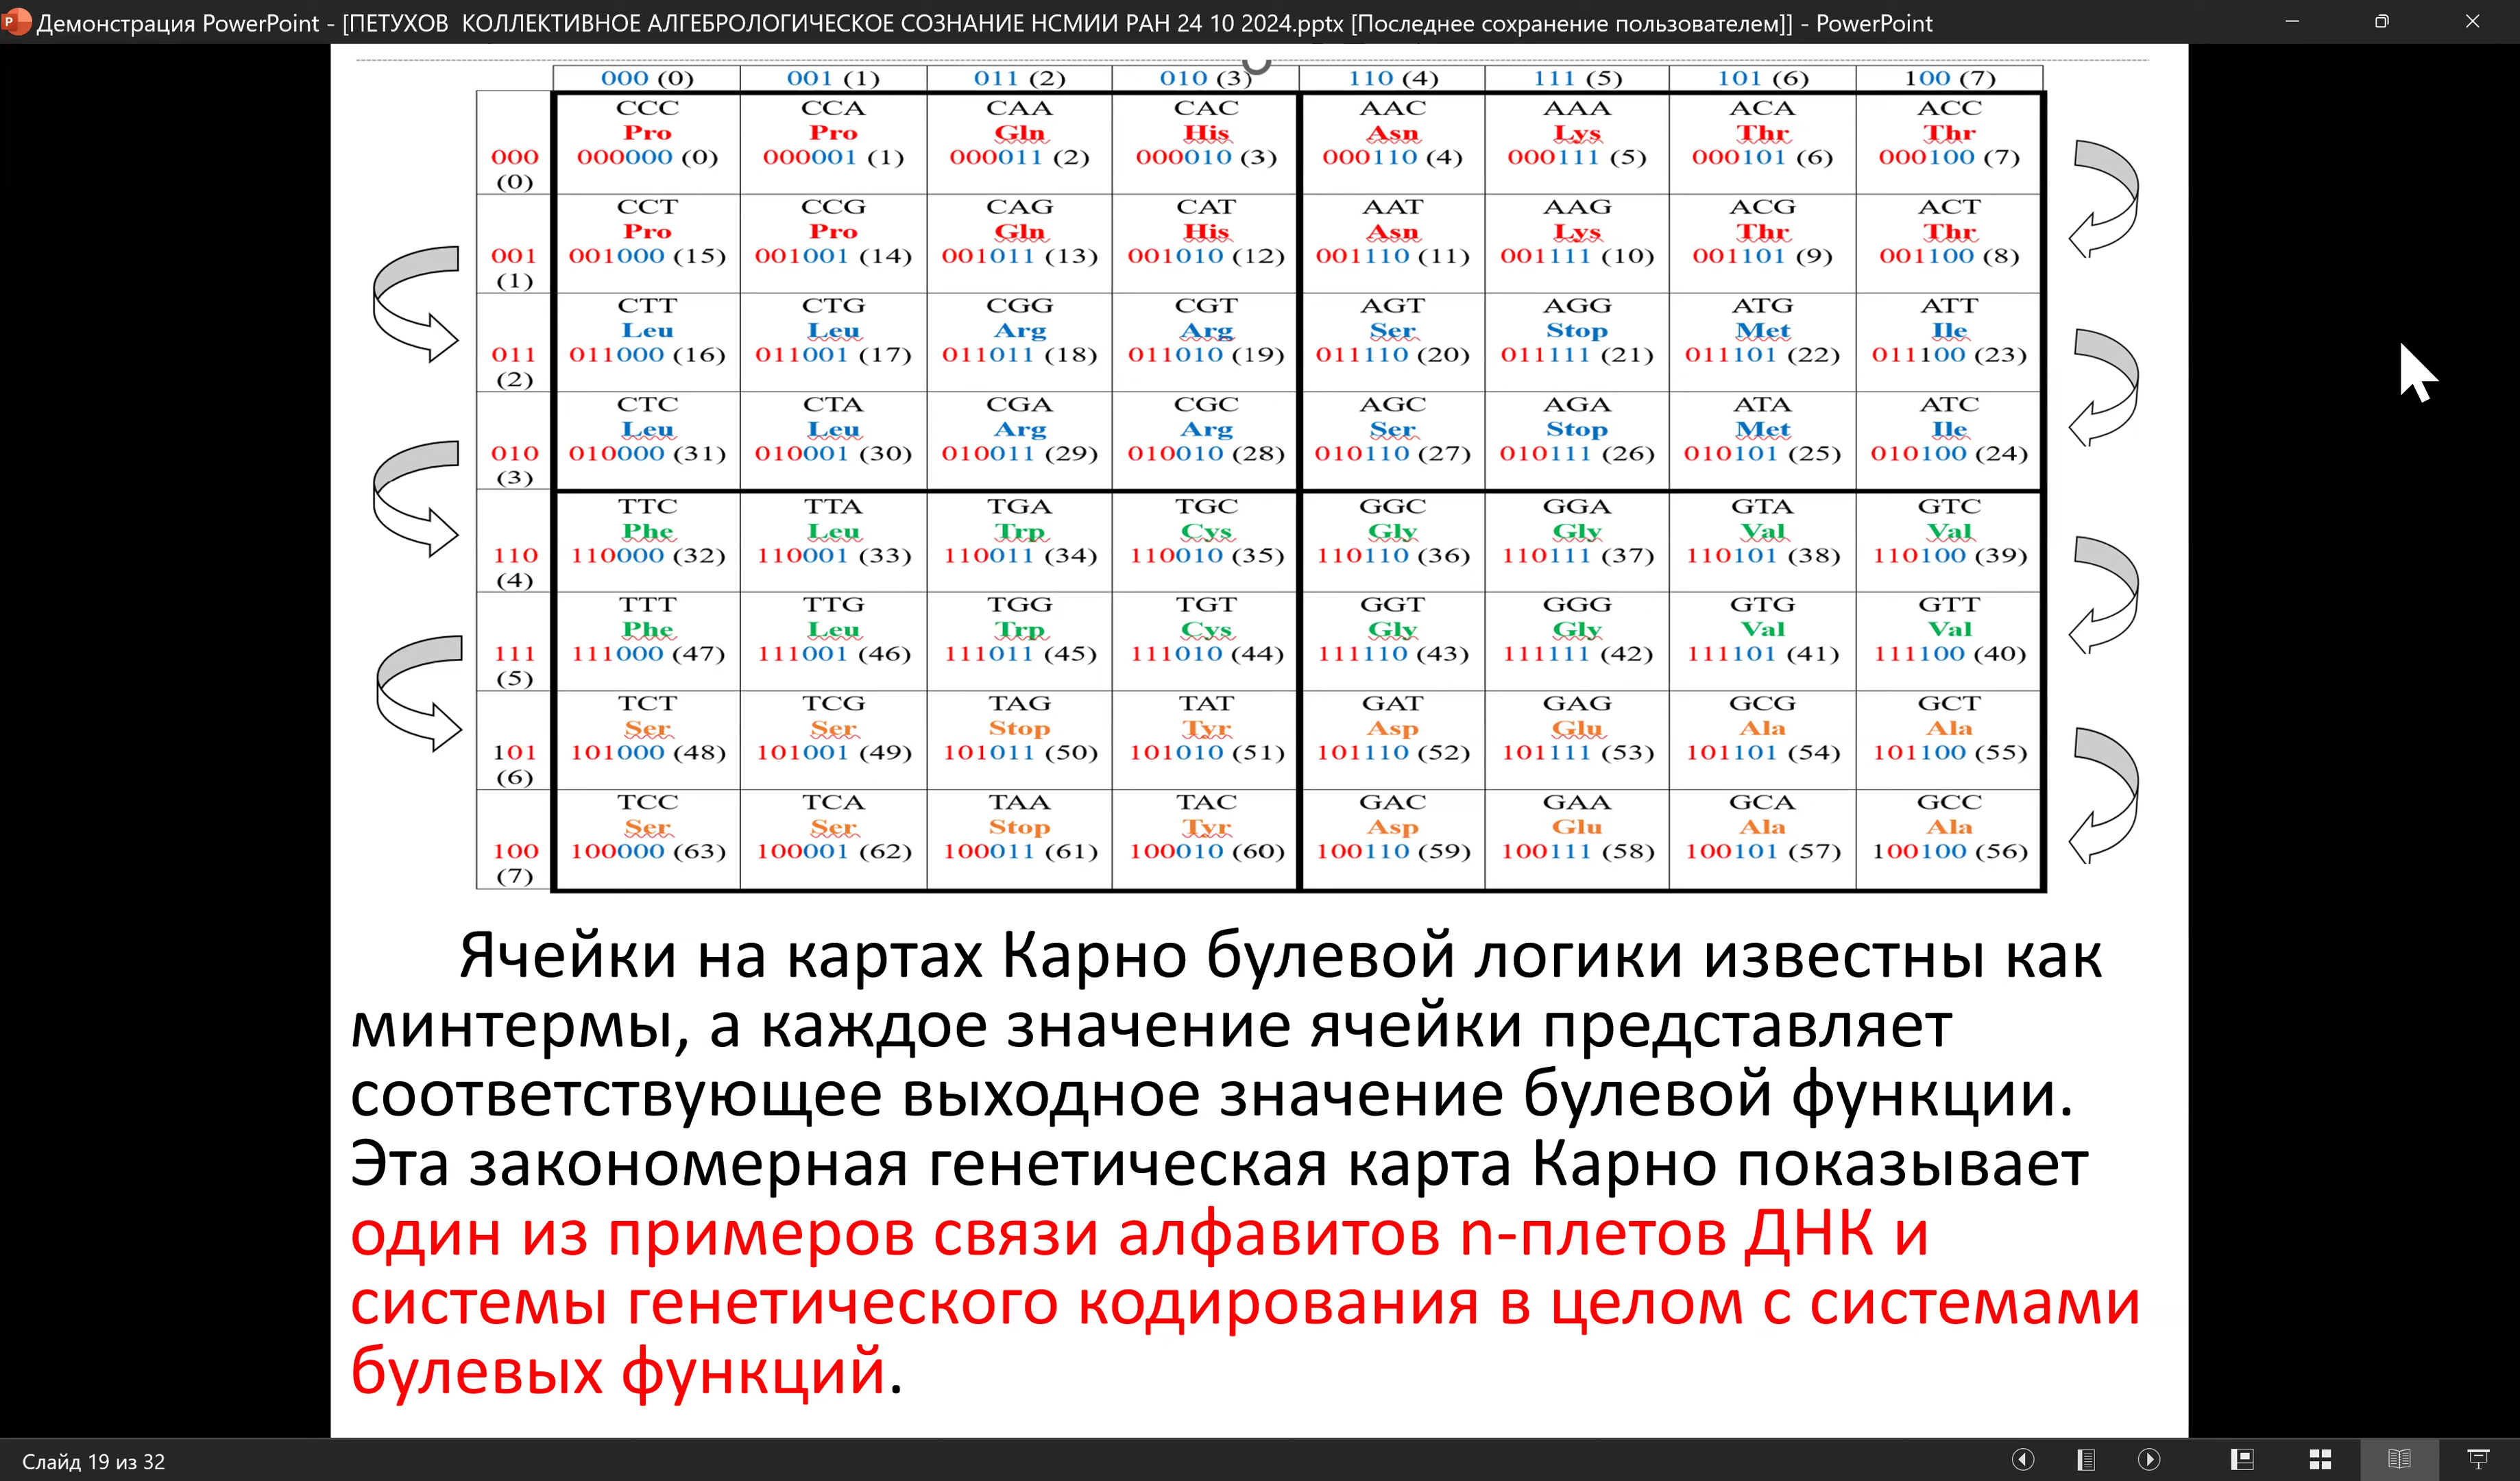 Демонстрация PowerPoint - [ПЕТУХОВ  КОЛЛЕКТИВНОЕ АЛГЕБРОЛОГИЧЕСКОЕ СОЗНАНИЕ НСМИИ РАН 24 10 2024.pptx [Последнее сохранение пользователем]] - PowerPoint
000 (0) 001 (1) 011 (2) 010 (3) 110 (4) 111 (5) 101 (6) 100 (7)
CCC CCA CAA CAC AAC AAA ACA ACC
Pro Pro Gln His Asn Lys Thr Thr
000 000000 (0) 000001 (1) 000011 (2) 000010 (3) 000110 (4) 000111 (5) 000101 (6) 000100 (7)
(0)
CCT CCG CAG CAT AAT AAG ACG ACT
Pro Pro Gln His Asn Lys Thr Thr
001 001000 (15) 001001 (14) 001011 (13) 001010 (12) 001110 (11) 001111 (10) 001101 (9) 001100 (8)
(1)
CTT CTG CGG CGT AGT AGG ATG ATT
Leu Leu Arg Arg Ser Stop Met Ile
011 011000 (16) 011001 (17) 011011 (18) 011010 (19) 011110 (20) 011111 (21) 011101 (22) 011100 (23)
(2)
CTC CTA CGA CGC AGC AGA ATA ATC
Leu Leu Arg Arg Ser Stop Met Ile
010 010000 (31) 010001 (30) 010011 (29) 010010 (28) 010110 (27) 010111 (26) 010101 (25) 010100 (24)
(3)
TTC TTA TGA TGC GGC GGA GTA GTC
Phe Leu Trp Cys Gly Gly Val Val
110 110000 (32) 110001 (33) 110011 (34) 110010 (35) 110110 (36) 110111 (37) 110101 (38) 110100 (39)
(4)
TTT TTG TGG TGT GGT GGG GTG GTT
Phe Leu Trp Cys Gly Gly Val Val
111 111000 (47) 111001 (46) 111011 (45) 111010 (44) 111110 (43) 111111 (42) 111101 (41) 111100 (40)
(5)
TCT TCG TAG TAT GAT GAG GCG GCT
Ser Ser Stop Tyr Asp Glu Ala Ala
101 101000 (48) 101001 (49) 101011 (50) 101010 (51) 101110 (52) 101111 (53) 101101 (54) 101100 (55)
(6)
TCC TCA TAA TAC GAC GAA GCA GCC
Ser Ser Stop Tyr Asp Glu Ala Ala
100 100000 (63) 100001 (62) 100011 (61) 100010 (60) 100110 (59) 100111 (58) 100101 (57) 100100 (56)
(7)
Ячейки на картах Карно булевой логики известны как
минтермы, а каждое значение ячейки представляет
соответствующее выходное значение булевой функции.
Эта закономерная генетическая карта Карно показывает
один из примеров связи алфавитов n-плетов ДНК и
системы генетического кодирования в целом с системами
булевых функций.
Слайд 19 из 32